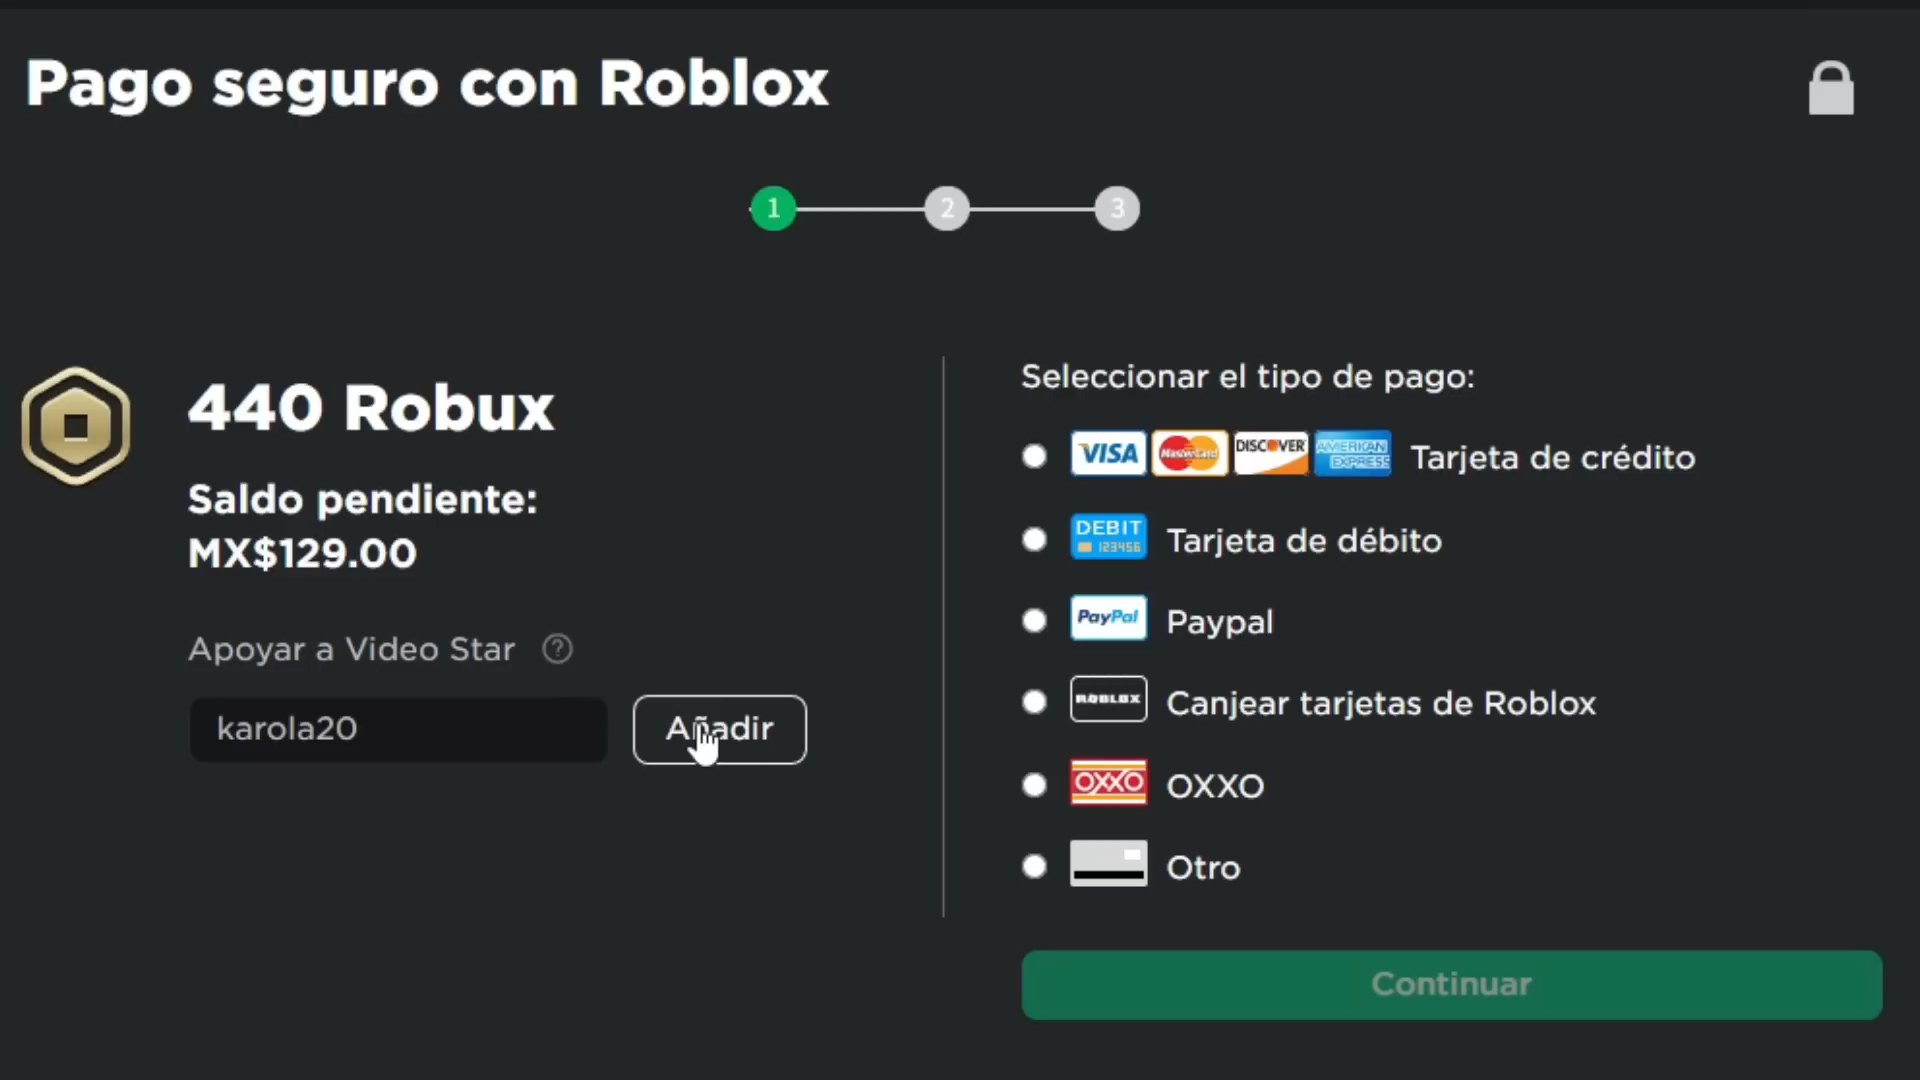 Pago seguro con Roblox
1 2 3
440 Robux
Saldo pendiente:
MX$129.00
Apoyar a Video Star ?
karola20
Añadir
Seleccionar el tipo de pago:
VISA MasterCard DISCOVER AMERICAN EXPRESS Tarjeta de crédito
DEBIT 123456 Tarjeta de débito
PayPal Paypal
ROBLOX Canjear tarjetas de Roblox
OXXO OXXO
Otro
Continuar